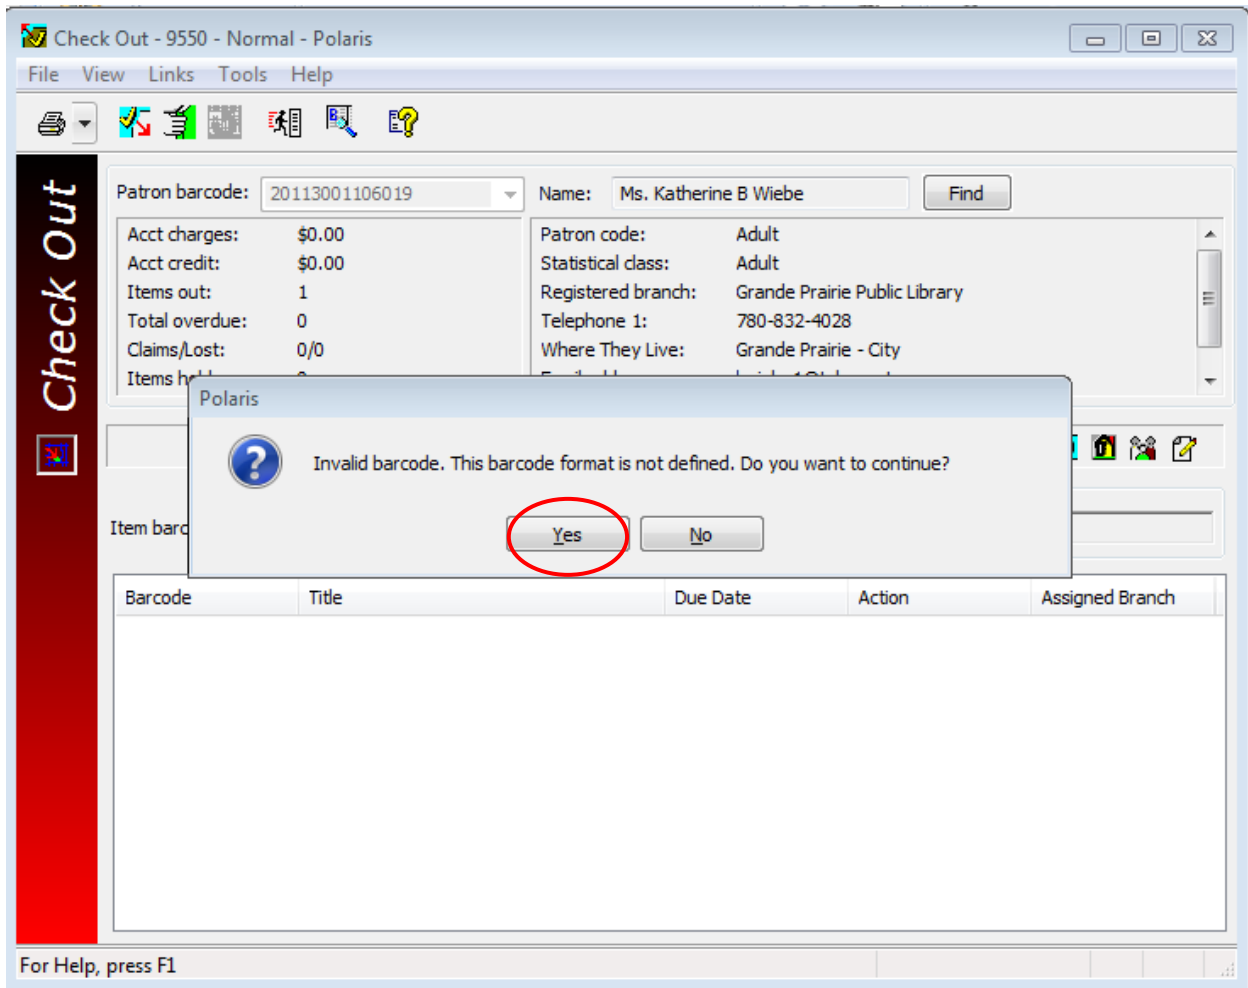 Check Out - 9550 - Normal - Polaris
File View Links Tools Help
Check Out
Patron barcode: 20113001106019 Name: Ms. Katherine B Wiebe Find
Acct charges: $0.00 Patron code: Adult
Acct credit: $0.00 Statistical class: Adult
Items out: 1 Registered branch: Grande Prairie Public Library
Total overdue: 0 Telephone 1: 780-832-4028
Claims/Lost: 0/0 Where They Live: Grande Prairie - City
Items
Polaris
Invalid barcode. This barcode format is not defined. Do you want to continue?
Yes No
Item barc
Barcode Title Due Date Action Assigned Branch
For Help, press F1